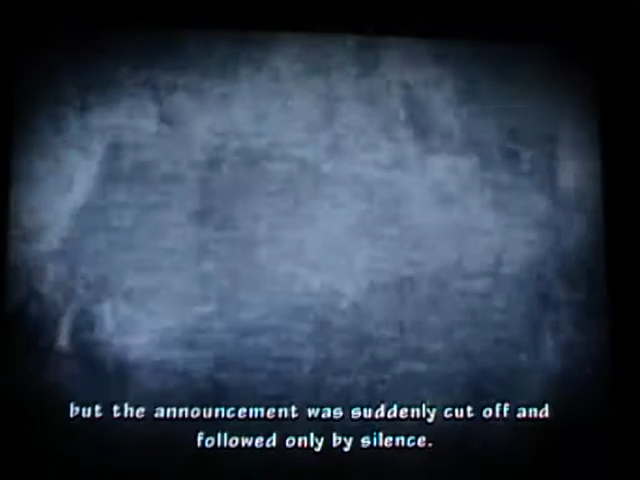 but the announcement was suddenly cut off and
followed only by silence.